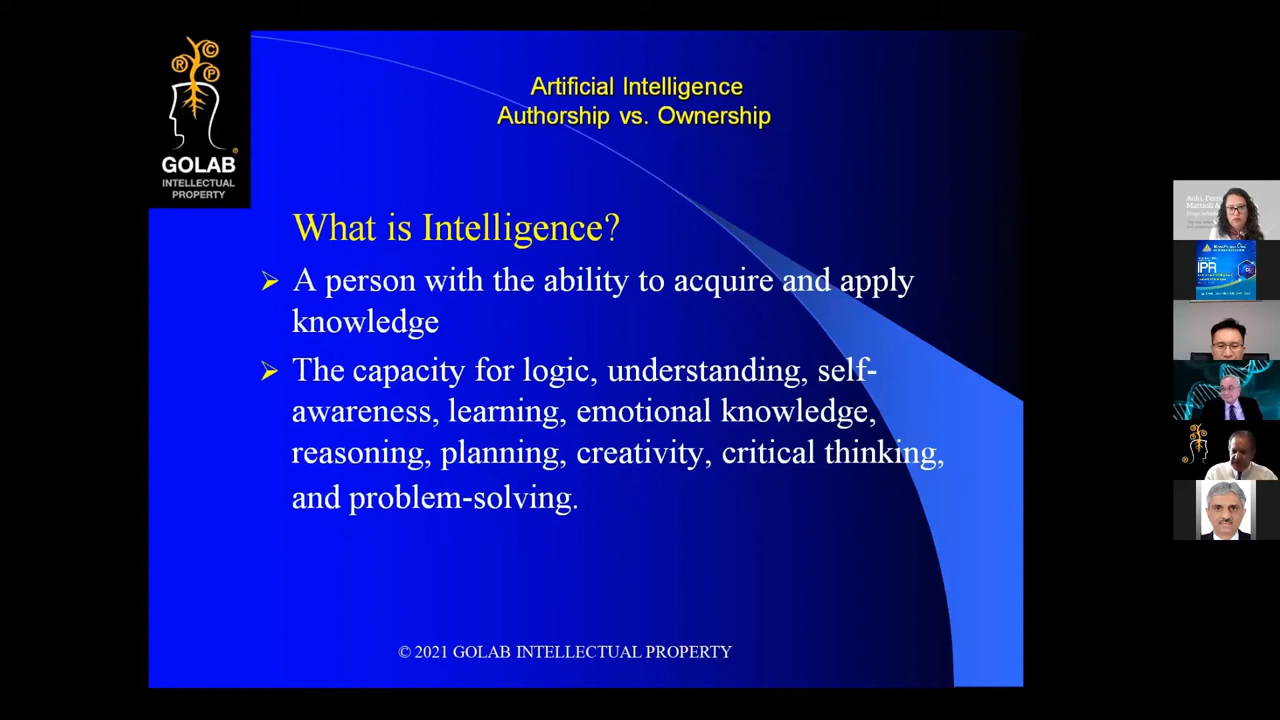 R
C
P
GOLAB
INTELLECTUAL
PROPERTY
Artificial Intelligence
Authorship vs. Ownership
What is Intelligence?
A person with the ability to acquire and apply
knowledge
The capacity for logic, understanding, self-
awareness, learning, emotional knowledge,
reasoning, planning, creativity, critical thinking,
and problem-solving.
© 2021 GOLAB INTELLECTUAL PROPERTY
Mattioli
IPR